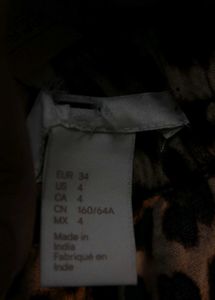 EUR 34
US 4
CA 4
CN 160/64A
MX 4
Made in
India
Fabriqué en
Inde